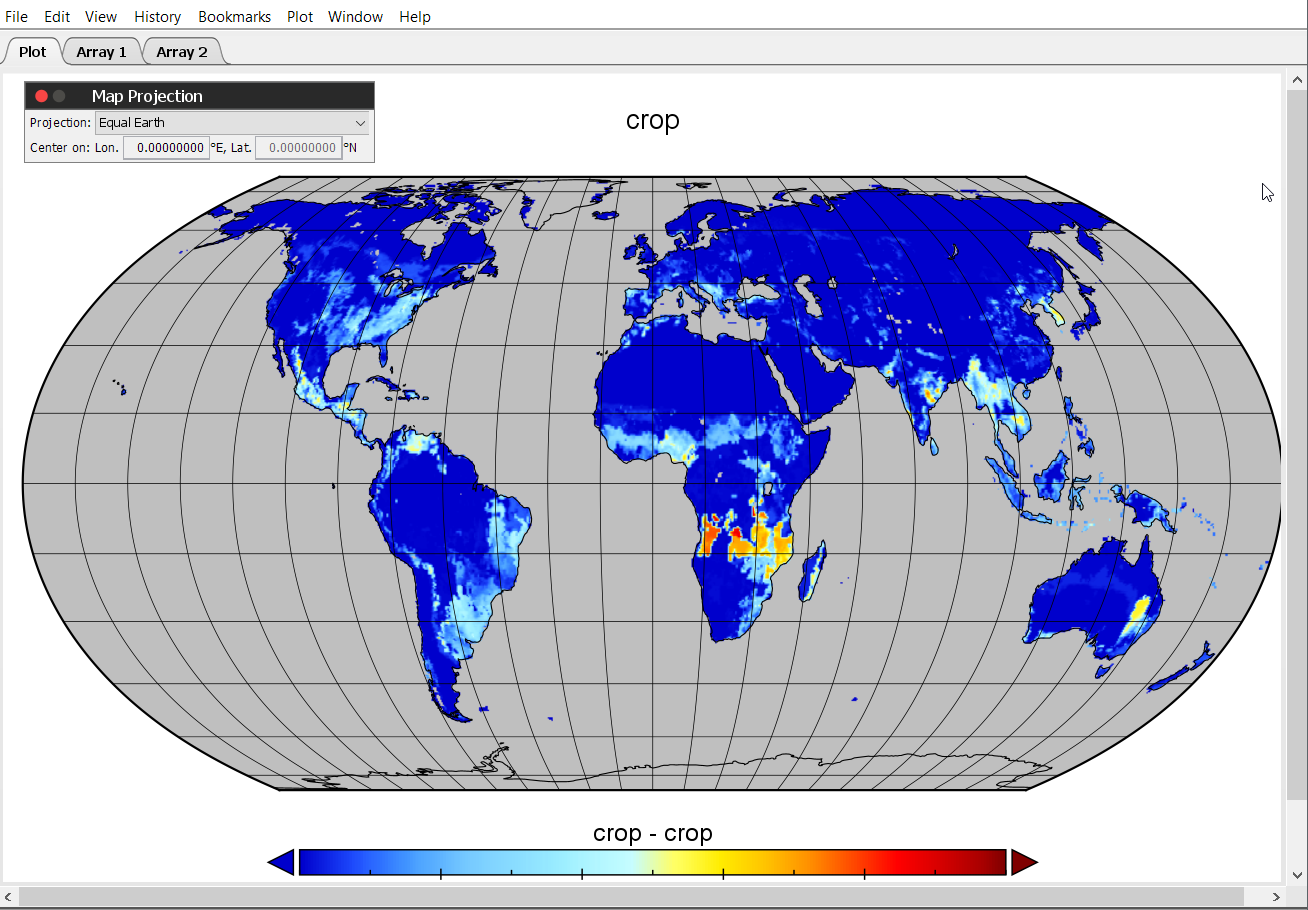 File Edit View History Bookmarks Plot Window Help
Plot Array 1 Array 2
Map Projection
Projection: Equal Earth
Center on: Lon. 0.00000000 °E, Lat. 0.00000000 °N
crop
crop - crop